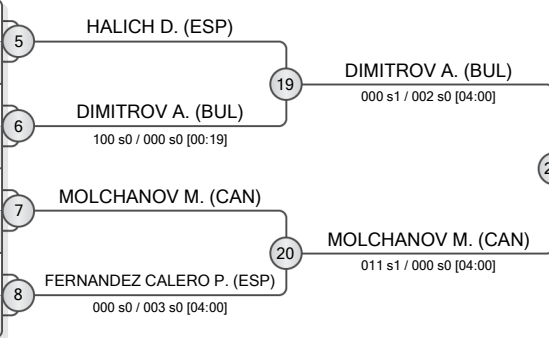 5
HALICH D. (ESP)
6
DIMITROV A. (BUL)
100 s0 / 000 s0 [00:19]
19
DIMITROV A. (BUL)
000 s1 / 002 s0 [04:00]
7
MOLCHANOV M. (CAN)
8
FERNANDEZ CALERO P. (ESP)
000 s0 / 003 s0 [04:00]
20
MOLCHANOV M. (CAN)
011 s1 / 000 s0 [04:00]